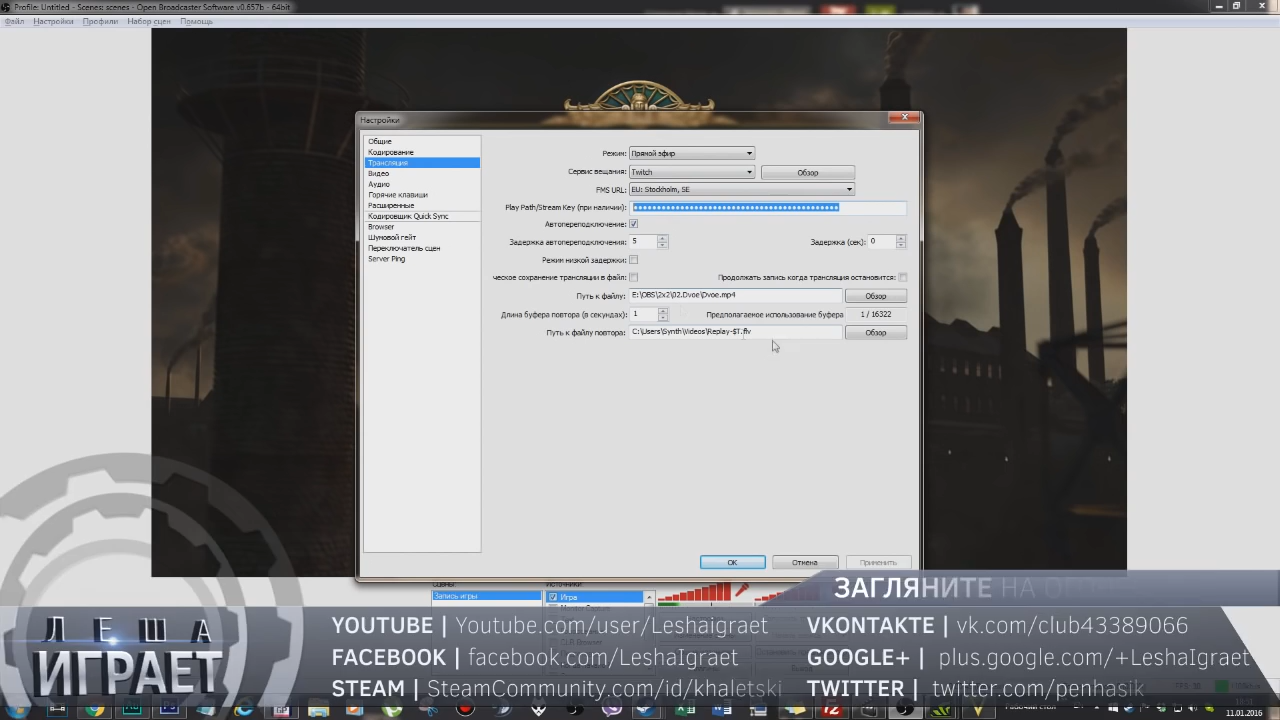 Profile: Untitled - Scenes: scenes - Open Broadcaster Software v0.657b - 64bit
Файл Настройки Профили Набор сцен Помощь
Настройки
Общие
Кодирование
Трансляция
Видео
Аудио
Горячие клавиши
Расширенные
Кодировщик Quick Sync
Browser
Шуновой гейт
Переключатель сцен
Server Ping
Режим: Прямой эфир
Сервис вещания: Twitch Обзор
FMS URL: EU: Stockholm, SE
Play Path/Stream Key (при наличии):
Автопереподключение:
Задержка автопереподключения: 5 Задержка (сек): 0
Режим низкой задержки:
ческое сохранение трансляции в файл: Продолжать запись когда трансляция остановится:
Путь к файлу: E:\OBS\2x2\02.Dvoe\Dvoe.mp4 Обзор
Длина буфера повтора (в секундах): 1 Предполагаемое использование буфера 1 / 16322
Путь к файлу повтора: C:\Users\Synth\Videos\Replay-$T.flv Обзор
OK Отмена Применить
Запись игры Игра
ЗАГЛЯНИТЕ НА
ЛЕША
ИГРАЕТ
YOUTUBE | Youtube.com/user/Leshaigraet VKONTAKTE | vk.com/club43389066
FACEBOOK | facebook.com/LeshaIgraet GOOGLE+ | plus.google.com/+LeshaIgraet
STEAM | SteamCommunity.com/id/khaletski TWITTER | twitter.com/penhasik
11.01.2016